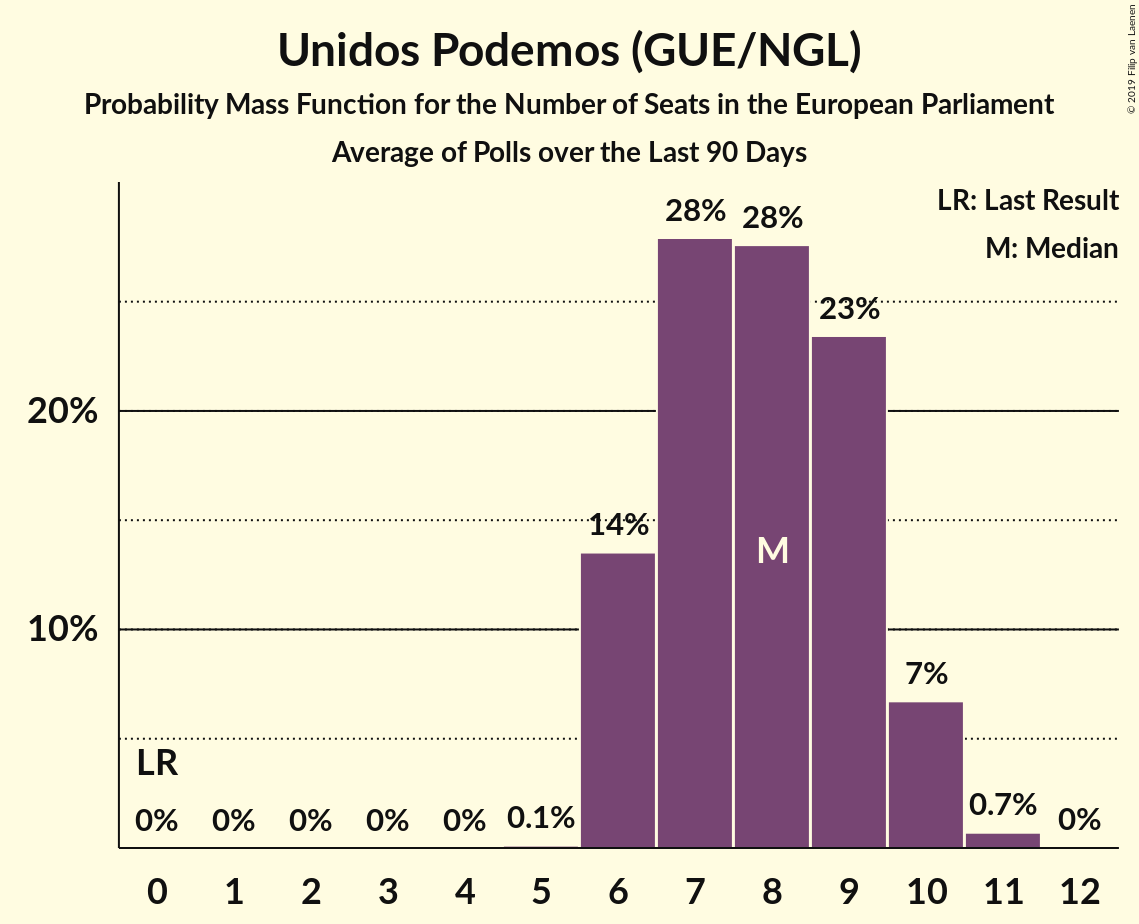 Unidos Podemos (GUE/NGL)
Probability Mass Function for the Number of Seats in the European Parliament
Average of Polls over the Last 90 Days
© 2019 Filip van Laenen
LR: Last Result
M: Median
28%
28%
23%
20%
14%
M
10%
7%
LR
0%
0%
0%
0%
0%
0.1%
0.7%
0%
0 1 2 3 4 5 6 7 8 9 10 11 12